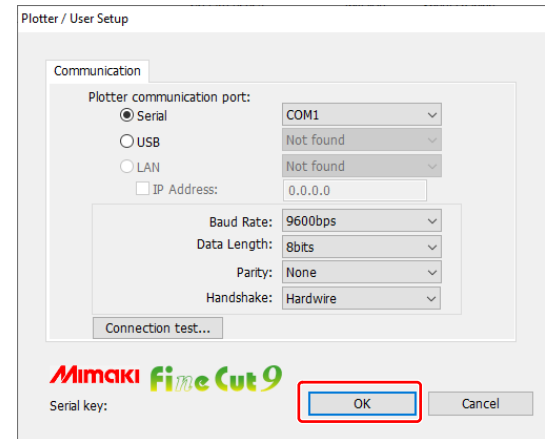 Plotter / User Setup
Communication
Plotter communication port:
Serial COM1
USB Not found
LAN Not found
IP Address: 0.0.0.0
Baud Rate: 9600bps
Data Length: 8bits
Parity: None
Handshake: Hardwire
Connection test...
Mimaki Fine Cut 9
Serial key: OK Cancel